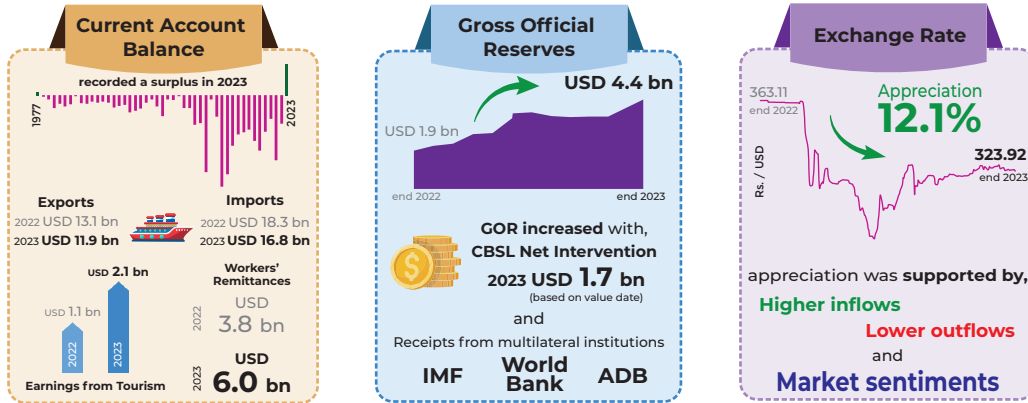 Current Account
Balance
recorded a surplus in 2023
1977
2023
Exports
2022 USD 13.1 bn
2023 USD 11.9 bn
Imports
2022 USD 18.3 bn
2023 USD 16.8 bn
USD 2.1 bn
USD 1.1 bn
2022
2023
Earnings from Tourism
Workers'
Remittances
2022
USD
3.8 bn
2023
USD
6.0 bn
Gross Official
Reserves
USD 4.4 bn
USD 1.9 bn
end 2022
end 2023
$
GOR increased with,
CBSL Net Intervention
2023 USD 1.7 bn
(based on value date)
and
Receipts from multilateral institutions
IMF
World
Bank
ADB
Exchange Rate
363.11
end 2022
Appreciation
12.1%
323.92
end 2023
Rs. / USD
appreciation was supported by,
Higher inflows
Lower outflows
and
Market sentiments